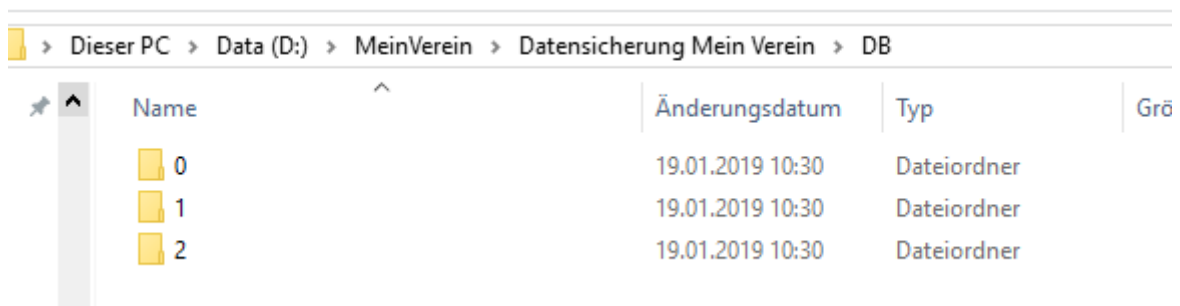 Dieser PC > Data (D:) > MeinVerein > Datensicherung Mein Verein > DB
Name Änderungsdatum Typ Grö
0 19.01.2019 10:30 Dateiordner
1 19.01.2019 10:30 Dateiordner
2 19.01.2019 10:30 Dateiordner